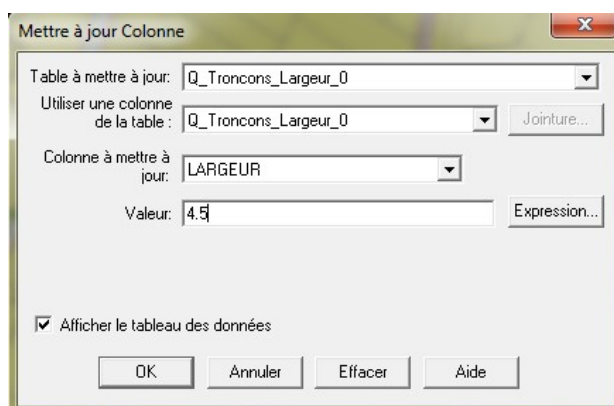 Mettre à jour Colonne
Table à mettre à jour: Q_Troncons_Largeur_0
Utiliser une colonne
de la table : Q_Troncons_Largeur_0 Jointure...
Colonne à mettre à
jour: LARGEUR
Valeur: 4.5 Expression...
Afficher le tableau des données
OK Annuler Effacer Aide